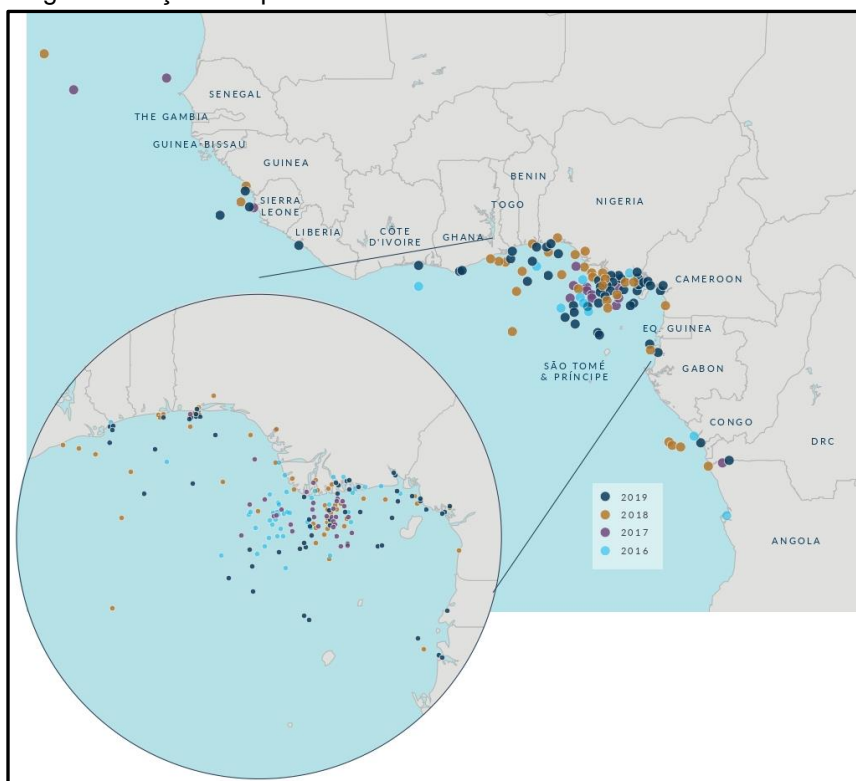 SENEGAL
THE GAMBIA
GUINEA-BISSAU
GUINEA
SIERRA
LEONE
LIBERIA
CÔTE
D'IVOIRE
GHANA
TOGO
BENIN
NIGERIA
CAMEROON
EQ. GUINEA
SÃO TOMÉ
& PRÍNCIPE
GABON
CONGO
DRC
ANGOLA
2019
2018
2017
2016